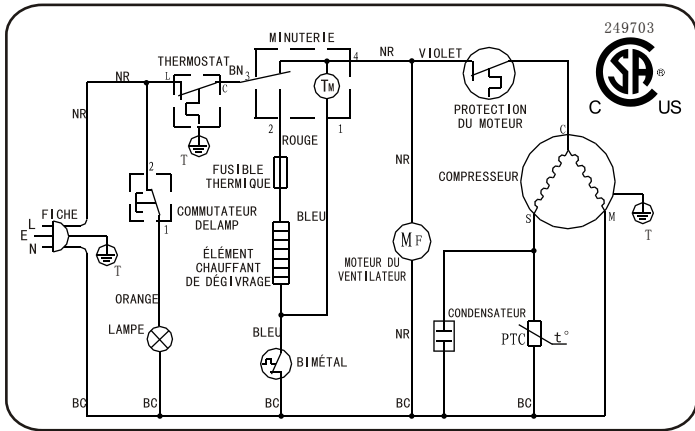 249703
MINUTERIE
THERMOSTAT
NR
VIOLET
NR
L
BN
3
4
C
TM
SA
®
C
US
PROTECTION
DU MOTEUR
NR
2
1
ROUGE
T
C
FUSIBLE
THERMIQUE
NR
COMPRESSEUR
2
FICHE
COMMUTATEUR
DELAMP
BLEU
S
M
L
1
E
N
T
T
MF
ÉLÉMENT
CHAUFFANT
DE DÉGIVRAGE
MOTEUR DU
VENTILATEUR
ORANGE
CONDENSATEUR
LAMPE
BLEU
NR
PTC
t°
BIMÉTAL
BC
BC
BC
BC
BC